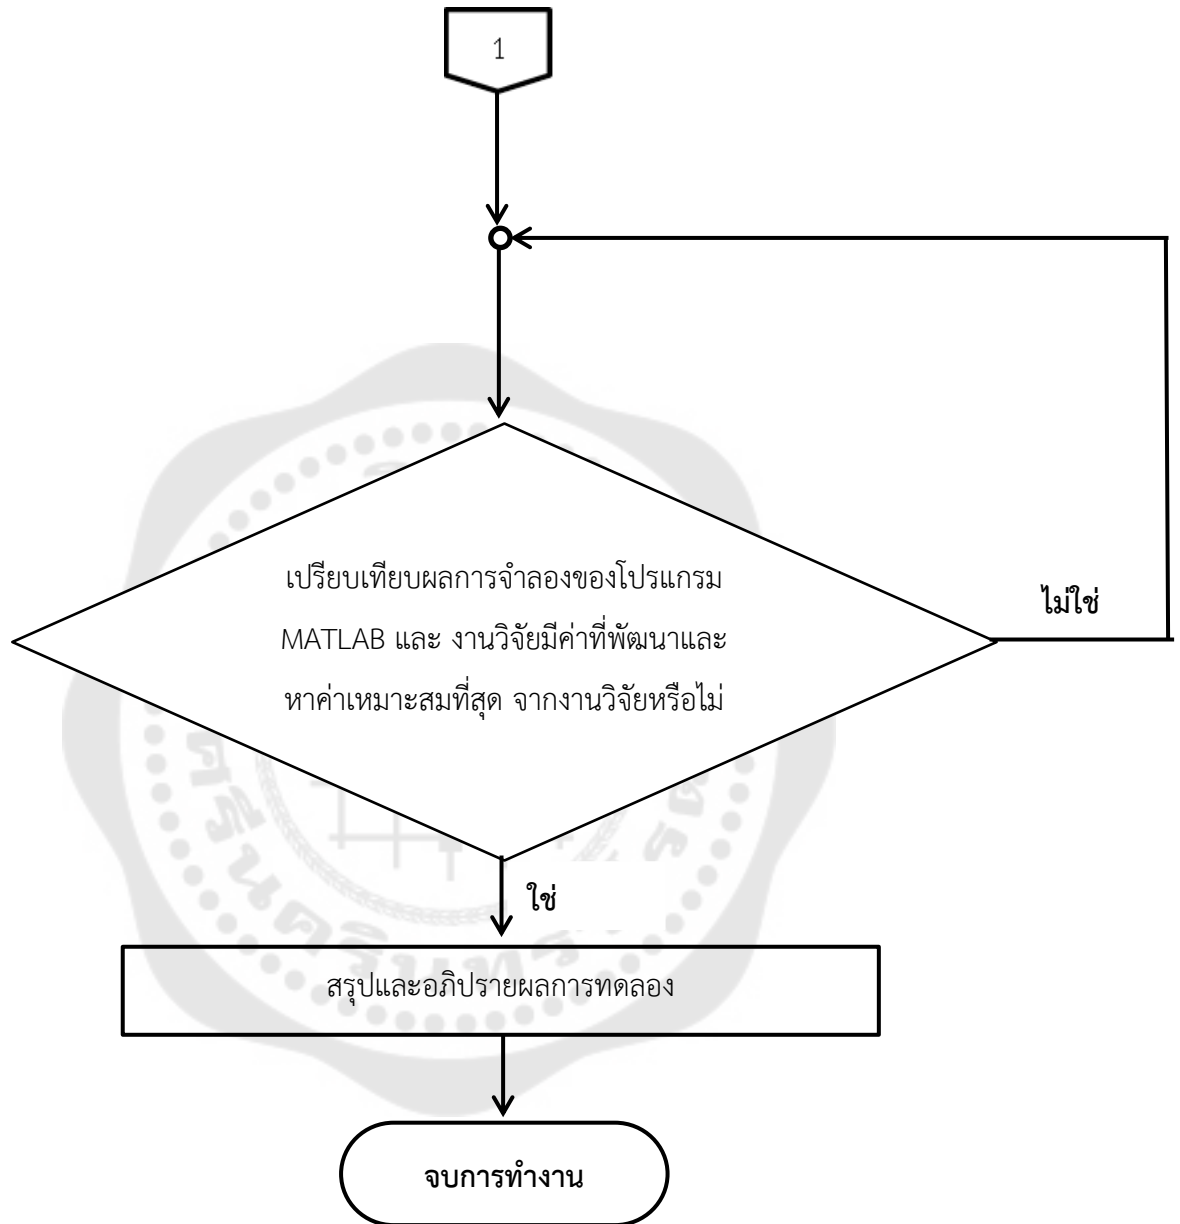 1
เปรียบเทียบผลการจำลองของโปรแกรม
MATLAB และ งานวิจัยมีค่าที่พัฒนาและ
หาค่าเหมาะสมที่สุด จากงานวิจัยหรือไม่
ไม่ใช่
ใช่
สรุปและอภิปรายผลการทดลอง
จบการทำงาน